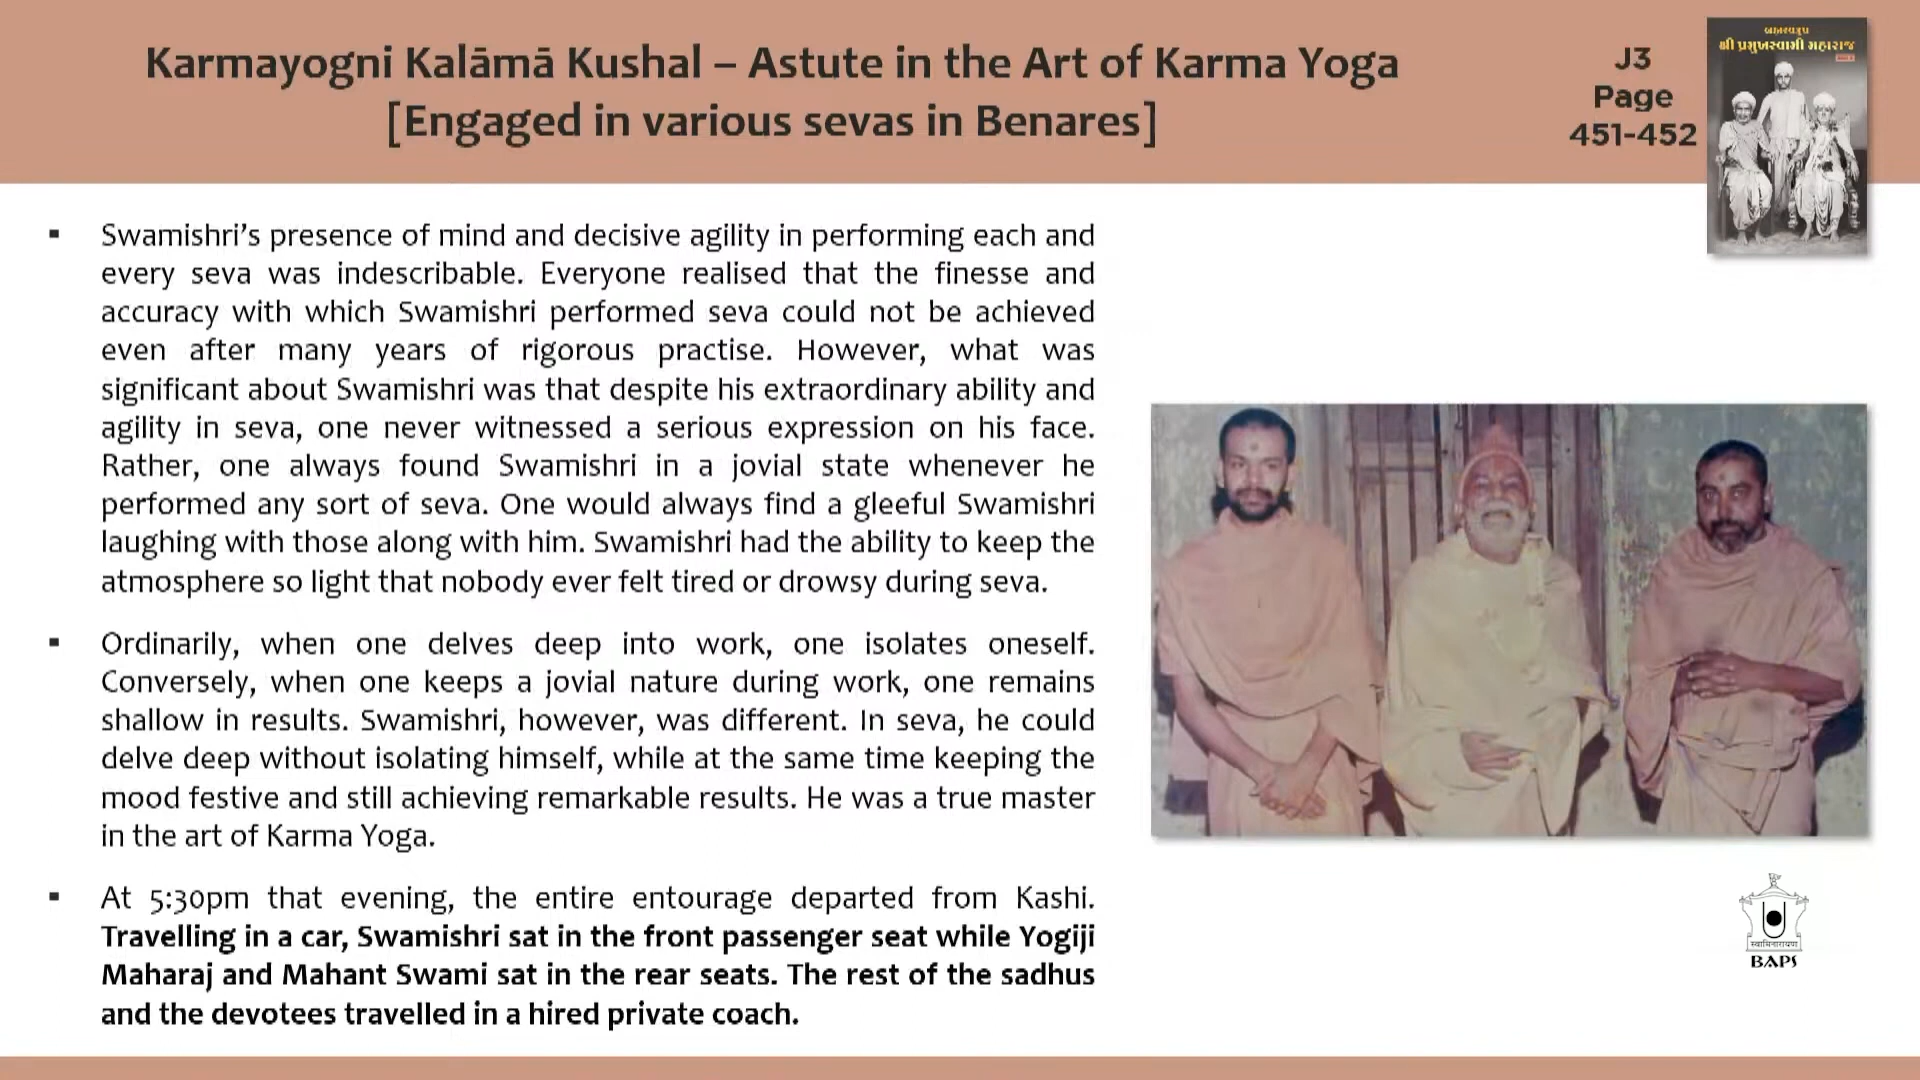 Karmayogni Kalāmā Kushal – Astute in the Art of Karma Yoga
[Engaged in various sevas in Benares]
J3
Page
451-452
બ્રહ્મસ્વરૂપ
શ્રી પ્રમુખસ્વામી મહારાજ
▪ Swamishri’s presence of mind and decisive agility in performing each and
every seva was indescribable. Everyone realised that the finesse and
accuracy with which Swamishri performed seva could not be achieved
even after many years of rigorous practise. However, what was
significant about Swamishri was that despite his extraordinary ability and
agility in seva, one never witnessed a serious expression on his face.
Rather, one always found Swamishri in a jovial state whenever he
performed any sort of seva. One would always find a gleeful Swamishri
laughing with those along with him. Swamishri had the ability to keep the
atmosphere so light that nobody ever felt tired or drowsy during seva.
▪ Ordinarily, when one delves deep into work, one isolates oneself.
Conversely, when one keeps a jovial nature during work, one remains
shallow in results. Swamishri, however, was different. In seva, he could
delve deep without isolating himself, while at the same time keeping the
mood festive and still achieving remarkable results. He was a true master
in the art of Karma Yoga.
▪ At 5:30pm that evening, the entire entourage departed from Kashi.
Travelling in a car, Swamishri sat in the front passenger seat while Yogiji
Maharaj and Mahant Swami sat in the rear seats. The rest of the sadhus
and the devotees travelled in a hired private coach.
स्वामिनारायण
BAPS